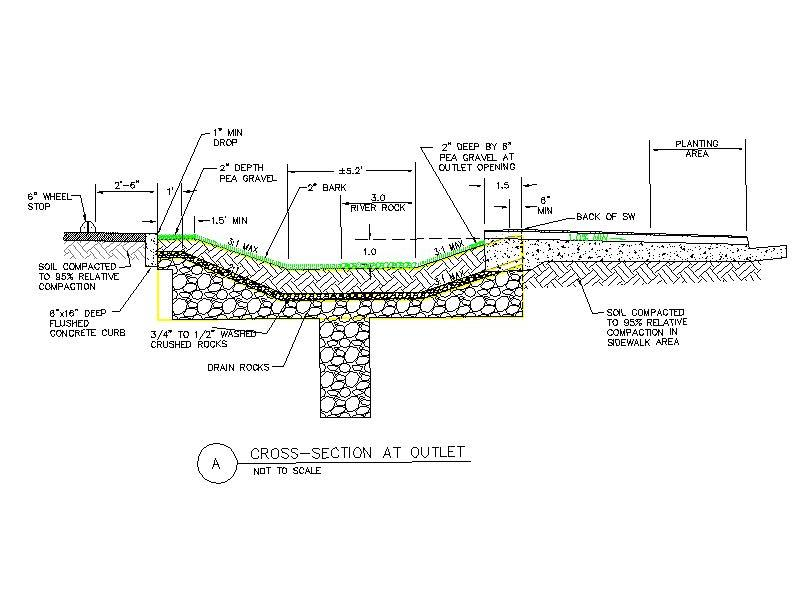 1" MIN
DROP
2" DEPTH
PEA GRAVEL
2" BARK
±5.2'
3.0
RIVER ROCK
2" DEEP BY 8"
PEA GRAVEL AT
OUTLET OPENING
1.5
6"
MIN
PLANTING
AREA
BACK OF SW
6" WHEEL
STOP
2'-6"
1'
1.5' MIN
3:1 MAX
1.0
3:1 MAX
MAX
MIN
SOIL COMPACTED
TO 95% RELATIVE
COMPACTION
6"x16" DEEP
FLUSHED
CONCRETE CURB
3/4" TO 1/2" WASHED
CRUSHED ROCKS
DRAIN ROCKS
SOIL COMPACTED
TO 95% RELATIVE
COMPACTION IN
SIDEWALK AREA
A
CROSS-SECTION AT OUTLET
NOT TO SCALE